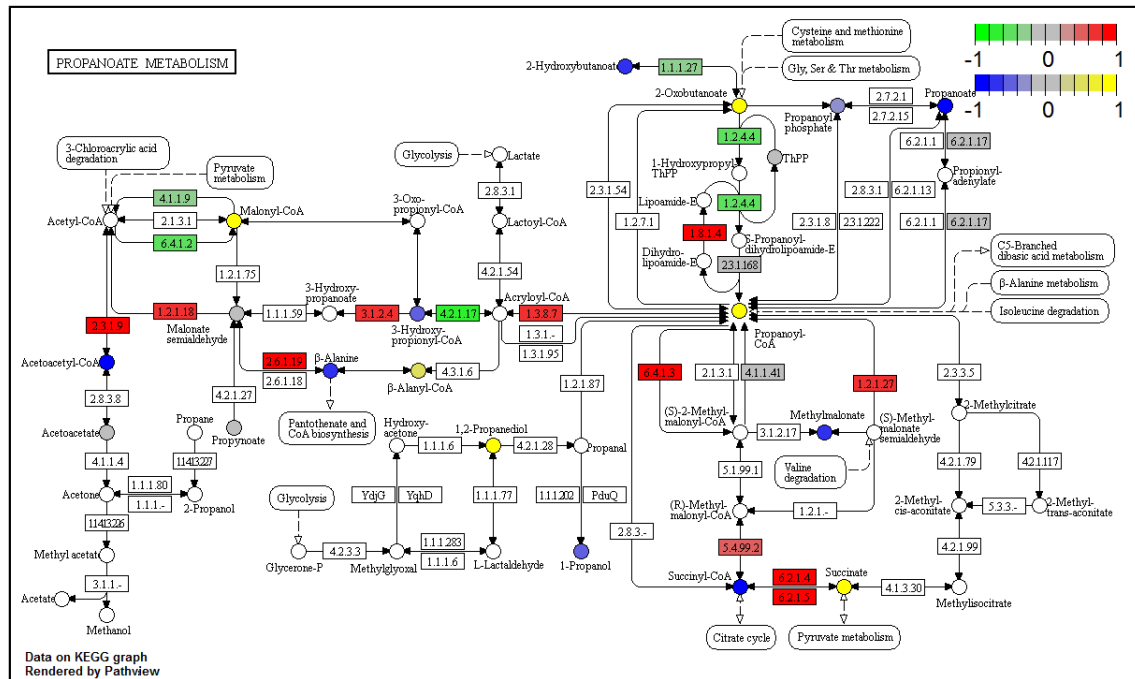 PROPANOATE METABOLISM
-1 0 1
-1 0 1
Cysteine and methionine
metabolism
Gly, Ser & Thr metabolism
2-Hydroxybutanoate
1.1.1.27
2-Oxobutanoate
2.7.2.1
2.7.2.15
Propanoyl
phosphate
Propanoate
6.2.1.1
6.2.1.17
Propionyl-
adenylate
6.2.1.1
6.2.1.17
1.2.4.4
ThPP
1-Hydroxypropyl-
ThPP
Lipoamide-E
1.2.4.4
1.8.1.4
S-Propanoyl-
dihydrolipoamide-E
Dihydro-
lipoamide-E
2.3.1.168
2.3.1.54
1.2.7.1
2.3.1.8
2.3.1.222
2.8.3.1
6.2.1.13
C5-Branched
dibasic acid metabolism
β-Alanine metabolism
Isoleucine degradation
3-Chloroacrylic acid
degradation
Pyruvate
metabolism
Glycolysis
Lactate
2.8.3.1
Lactoyl-CoA
4.2.1.54
Acetyl-CoA
4.1.1.9
2.1.3.1
6.4.1.2
Malonyl-CoA
3-Oxo-
propionyl-CoA
1.2.1.75
1.2.1.18
Malonate
semialdehyde
1.1.1.59
3-Hydroxy-
propanoate
3.1.2.4
3-Hydroxy-
propionyl-CoA
4.2.1.17
Acryloyl-CoA
1.3.8.7
1.3.1.-
1.3.1.95
Propanoyl-
CoA
2.3.1.9
Acetoacetyl-CoA
2.6.1.19
2.6.1.18
β-Alanine
β-Alanyl-CoA
4.3.1.6
Pantothenate and
CoA biosynthesis
2.8.3.8
Acetoacetate
4.2.1.27
Propynoate
Propane
1.14.13.227
4.1.1.4
Acetone
1.1.1.80
1.1.1.-
2-Propanol
1.14.13.226
Methyl acetate
3.1.1.-
Acetate
Methanol
Hydroxy-
acetone
1.1.1.6
1,2-Propanediol
4.2.1.28
Propanal
1.2.1.87
Glycolysis
YdjG
YqhD
1.1.1.77
1.1.1.202
PduQ
Glycerone-P
4.2.3.3
Methylglyoxal
1.1.1.283
1.1.1.6
L-Lactaldehyde
1-Propanol
6.4.1.3
2.1.3.1
4.1.1.41
1.2.1.27
2.3.3.5
(S)-2-Methyl-
malonyl-CoA
3.1.2.17
Methylmalonate
(S)-Methyl-
malonate
semialdehyde
2-Methylcitrate
5.1.99.1
Valine
degradation
4.2.1.79
4.2.1.117
(R)-Methyl-
malonyl-CoA
1.2.1.-
2-Methyl-
cis-aconitate
5.3.3.-
2-Methyl-
trans-aconitate
2.8.3.-
5.4.99.2
4.2.1.99
Succinyl-CoA
6.2.1.4
6.2.1.5
Succinate
4.1.3.30
Methylisocitrate
Citrate cycle
Pyruvate metabolism
Data on KEGG graph
Rendered by Pathview